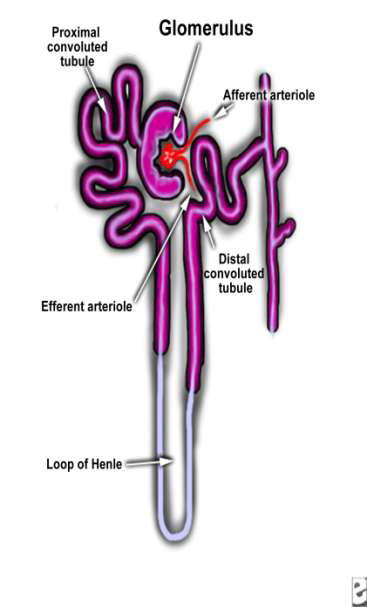 Proximal
convoluted
tubule
Glomerulus
Afferent arteriole
Distal
convoluted
tubule
Efferent arteriole
Loop of Henle
e